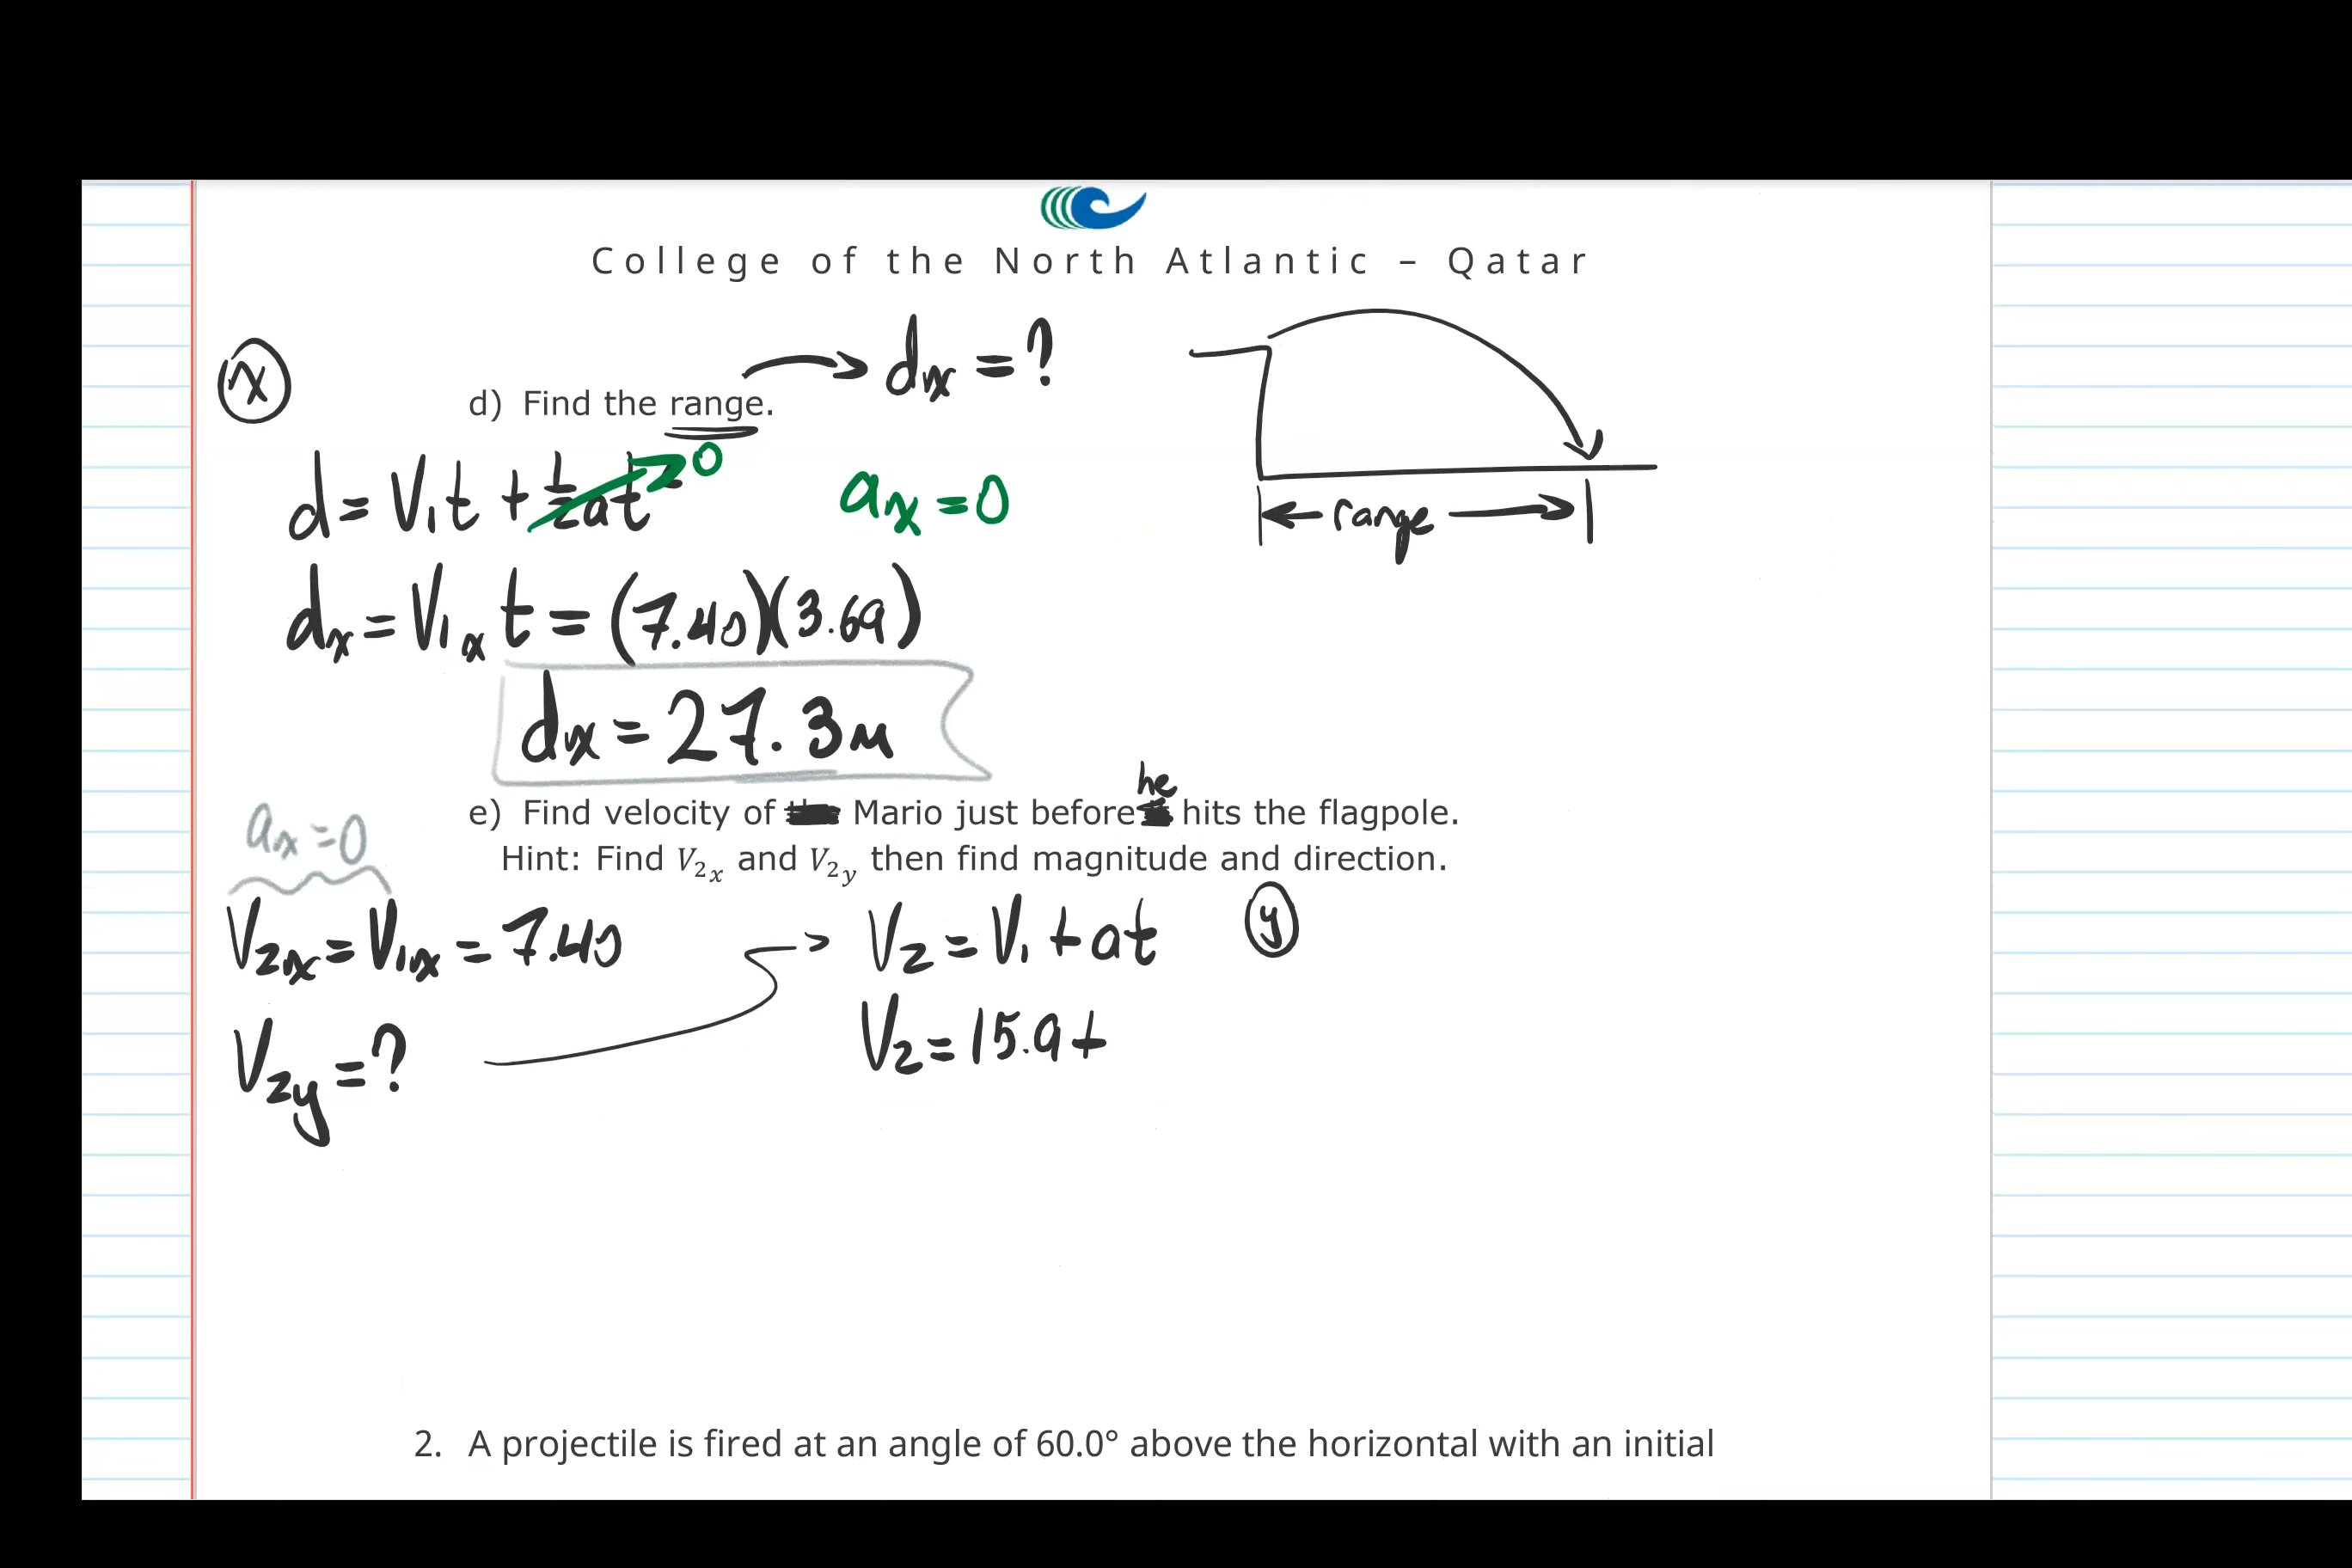 College of the North Atlantic – Qatar
x
d) Find the range.
dx = ?
d = V₁t + ½at² 0
ax = 0
range
dx = V₁x t = (7.40)(3.69)
dx = 27.3m
he
e) Find velocity of Mario just before hits the flagpole.
Hint: Find V₂x and V₂y then find magnitude and direction.
ax = 0
V₂x = V₁x = 7.40
V₂ = V₁ + at
y
V₂y = ?
V₂ = 15.9 +
2. A projectile is fired at an angle of 60.0° above the horizontal with an initial